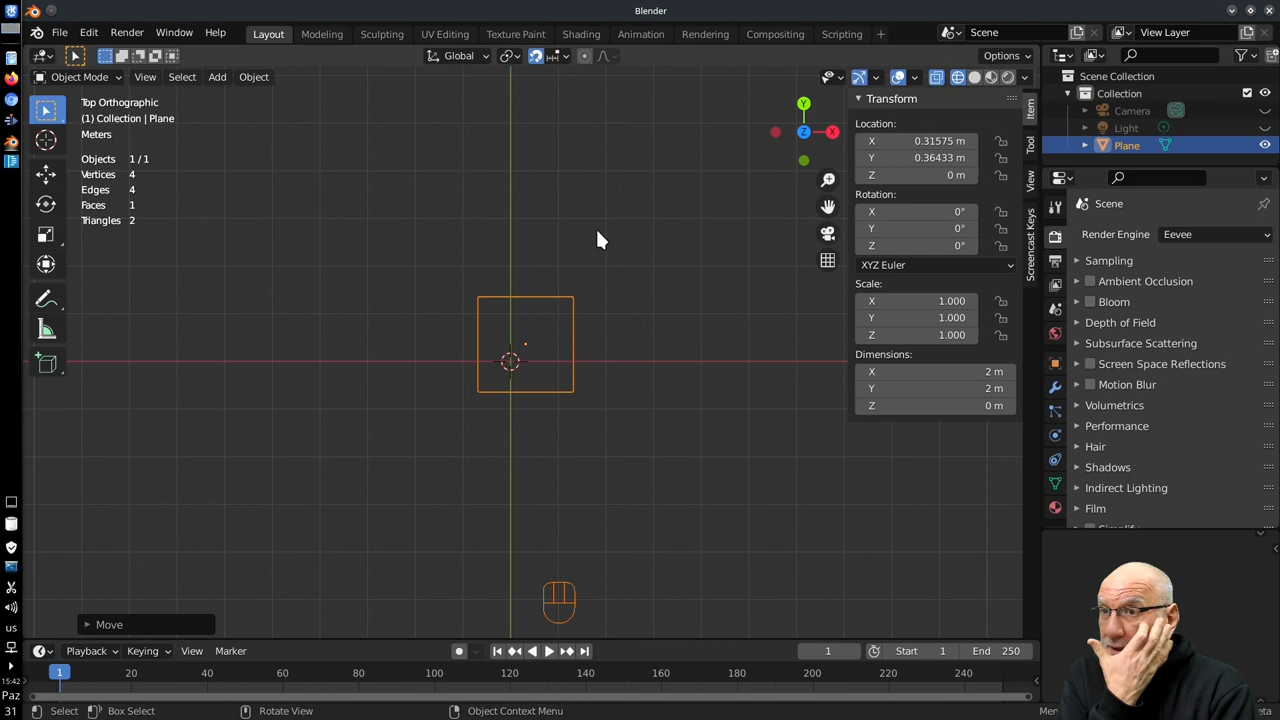 Blender
File Edit Render Window Help Layout Modeling Sculpting UV Editing Texture Paint Shading Animation Rendering Compositing Scripting + Scene View Layer
Global Options
Object Mode View Select Add Object
Top Orthographic
(1) Collection | Plane
Meters
Objects 1 / 1
Vertices 4
Edges 4
Faces 1
Triangles 2
Y
Z
X
Transform
Location:
X 0.31575 m
Y 0.36433 m
Z 0 m
Rotation:
X 0°
Y 0°
Z 0°
XYZ Euler
Scale:
X 1.000
Y 1.000
Z 1.000
Dimensions:
X 2 m
Y 2 m
Z 0 m
Item
Tool
View
Screencast Keys
Scene Collection
Collection
Camera
Light
Plane
Scene
Render Engine Eevee
Sampling
Ambient Occlusion
Bloom
Depth of Field
Subsurface Scattering
Screen Space Reflections
Motion Blur
Volumetrics
Performance
Hair
Shadows
Indirect Lighting
Film
Move
Playback Keying View Marker 1 Start 1 End 250
1 20 40 60 80 100 120 140 160 180 200 220 240
Select Box Select Rotate View Object Context Menu
us
15:42
Paz
31